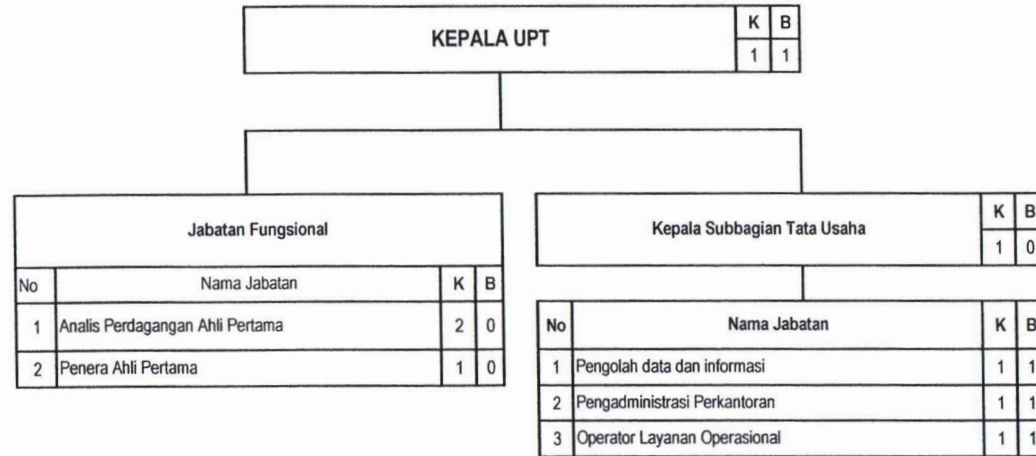 KEPALA UPT K B
1 1
Jabatan Fungsional
No Nama Jabatan K B
1 Analis Perdagangan Ahli Pertama 2 0
2 Penera Ahli Pertama 1 0
Kepala Subbagian Tata Usaha K B
1 0
No Nama Jabatan K B
1 Pengolah data dan informasi 1 1
2 Pengadministrasi Perkantoran 1 1
3 Operator Layanan Operasional 1 1